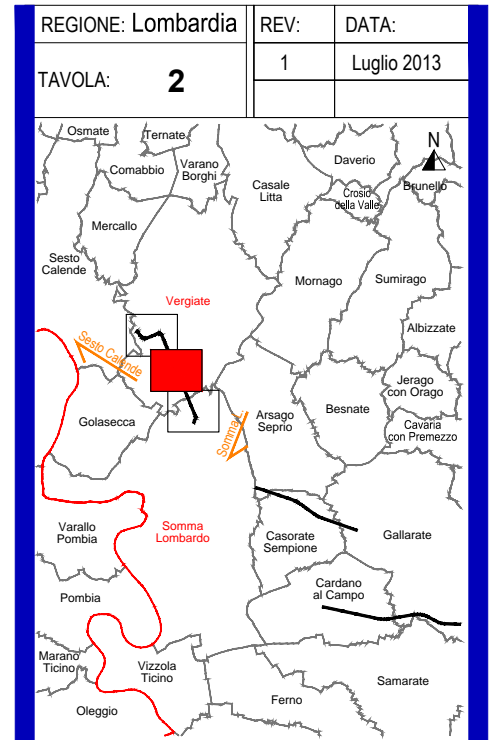 REGIONE: Lombardia
REV:
DATA:
1
Luglio 2013
TAVOLA: 2
N
Osmate
Ternate
Comabbio
Varano
Borghi
Daverio
Casale
Litta
Crosio
della Valle
Brunello
Mercallo
Sesto
Calende
Mornago
Sumirago
Vergiate
Albizzate
Sesto Calende
Jerago
con Orago
Golasecca
Arsago
Seprio
Besnate
Cavaria
con Premezzo
Somma L.
Varallo
Pombia
Somma
Lombardo
Casorate
Sempione
Gallarate
Cardano
al Campo
Pombia
Marano
Ticino
Vizzola
Ticino
Samarate
Ferno
Oleggio